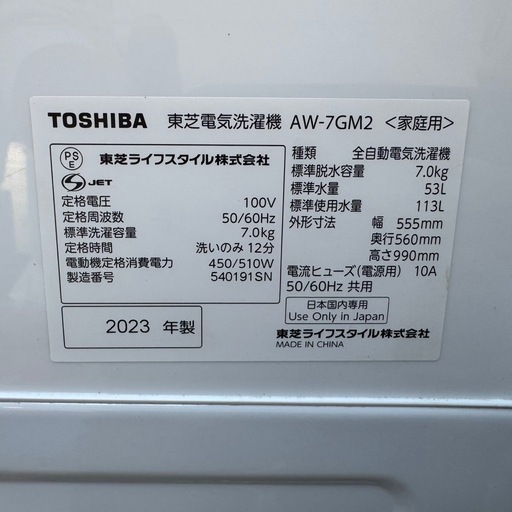 TOSHIBA 東芝電気洗濯機 AW-7GM2 <家庭用>
PS
E
東芝ライフスタイル株式会社
S JET
定格電圧 100V
定格周波数 50/60Hz
標準洗濯容量 7.0kg
定格時間 洗いのみ 12分
電動機定格消費電力 450/510W
製造番号 540191SN
2023 年製
種類 全自動電気洗濯機
標準脱水容量 7.0kg
標準水量 53L
標準使用水量 113L
外形寸法 幅 555mm
奥行560mm
高さ990mm
電流ヒューズ(電源用) 10A
50/60Hz 共用
日本国内専用
Use Only in Japan
東芝ライフスタイル株式会社
MADE IN CHINA